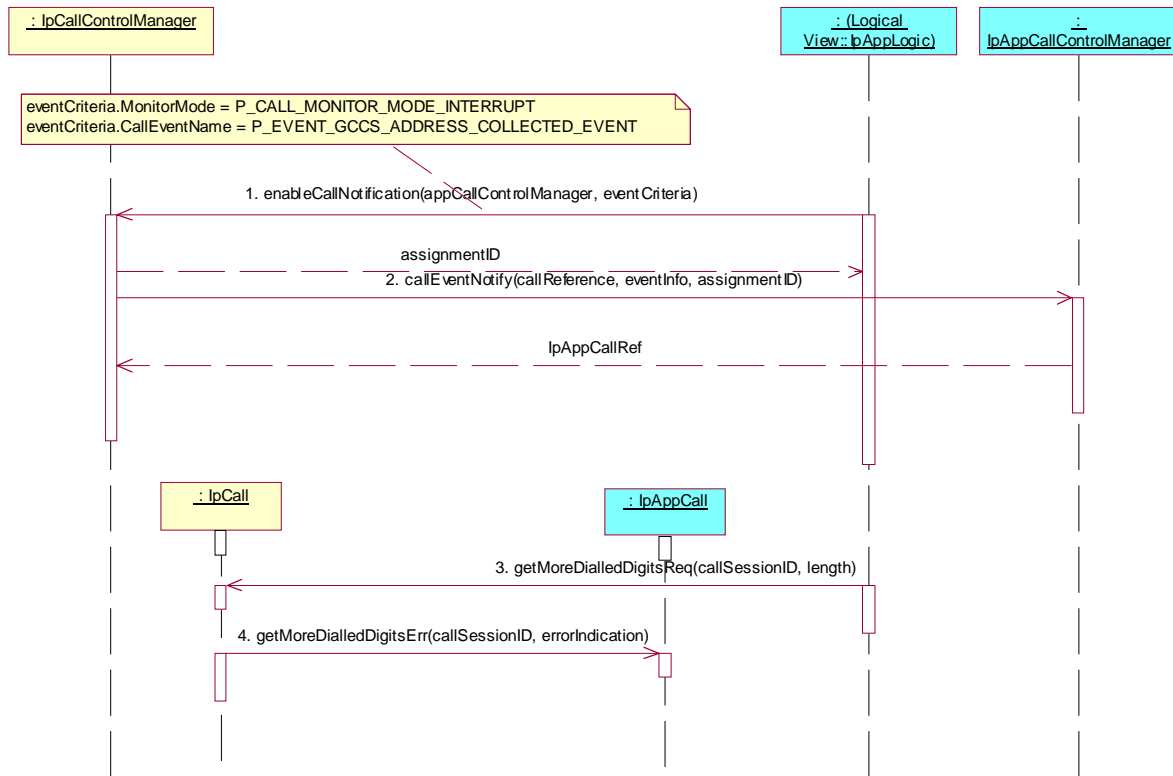 : IpCallControlManager
: (Logical
View::IpAppLogic)
:
IpAppCallControlManager
eventCriteria.MonitorMode = P_CALL_MONITOR_MODE_INTERRUPT
eventCriteria.CallEventName = P_EVENT_GCCS_ADDRESS_COLLECTED_EVENT
1. enableCallNotification(appCallControlManager, eventCriteria)
assignmentID
2. callEventNotify(callReference, eventInfo, assignmentID)
IpAppCallRef
: IpCall
: IpAppCall
3. getMoreDialledDigitsReq(callSessionID, length)
4. getMoreDialledDigitsErr(callSessionID, errorIndication)